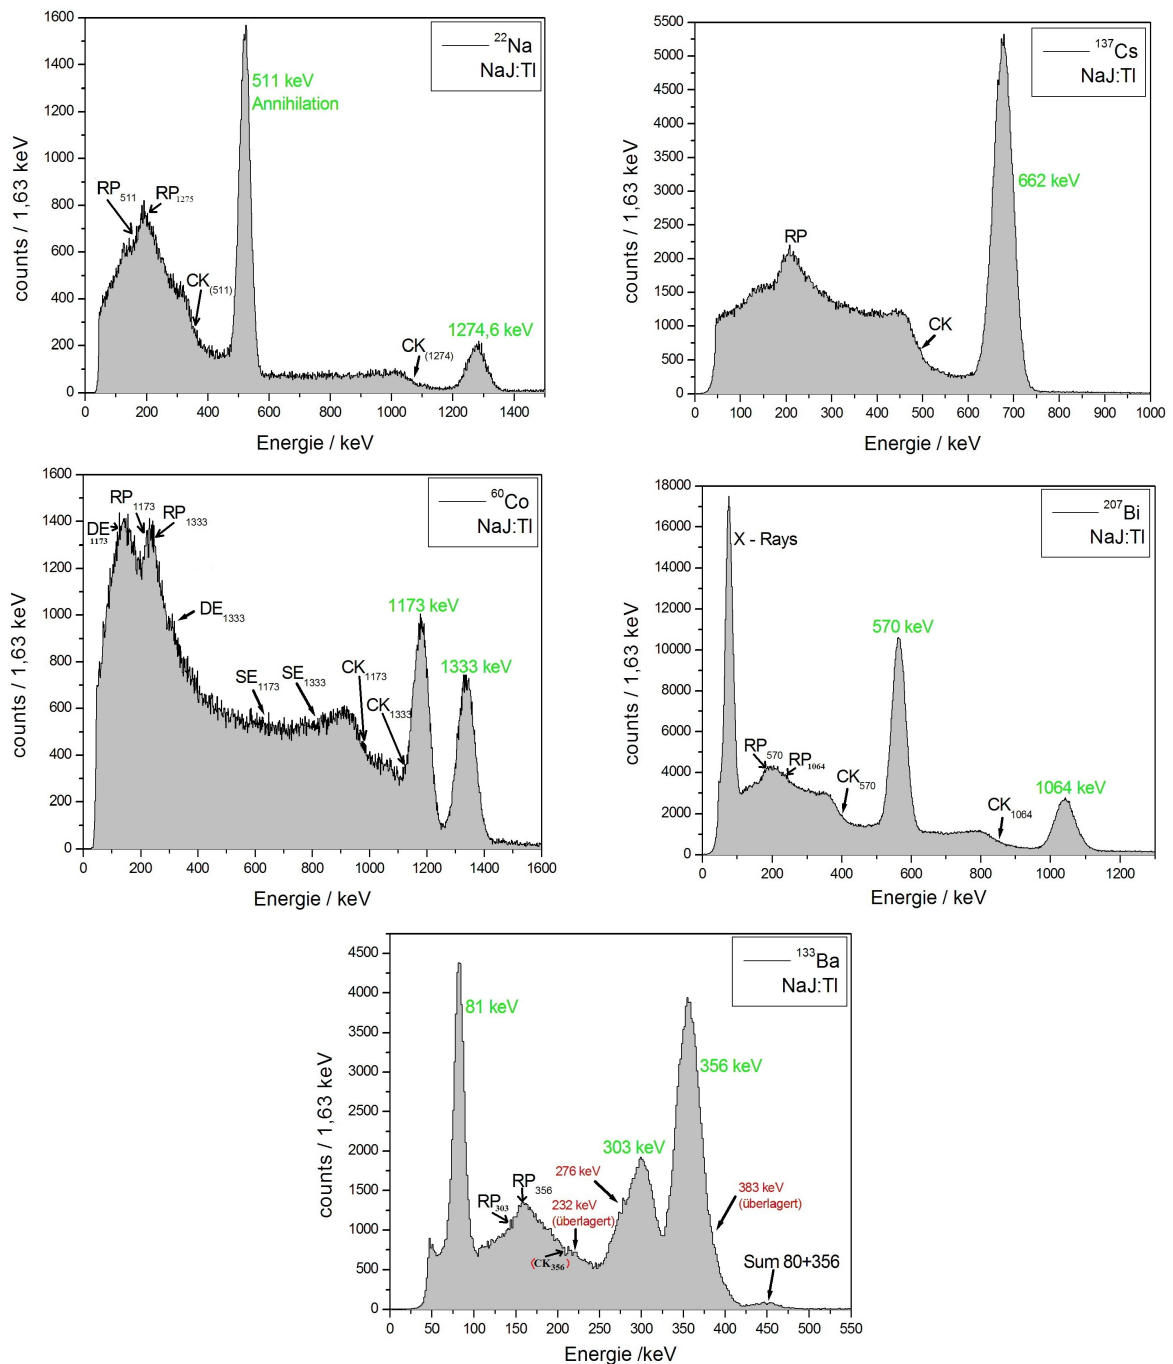 1600
1400
1200
1000
800
600
400
200
0
0 200 400 600 800 1000 1200 1400
counts / 1,63 keV
Energie / keV
22Na
NaJ:Tl
511 keV
Annihilation
RP511
RP1275
CK(511)
CK(1274)
1274,6 keV
5500
5000
4500
4000
3500
3000
2500
2000
1500
1000
500
0
0 100 200 300 400 500 600 700 800 900 1000
counts / 1,63 keV
Energie / keV
137Cs
NaJ:Tl
662 keV
RP
CK
1600
1400
1200
1000
800
600
400
200
0
0 200 400 600 800 1000 1200 1400 1600
counts / 1,63 keV
Energie / keV
60Co
NaJ:Tl
RP1173
RP1333
DE1173
DE1333
SE1173
SE1333
CK1173
CK1333
1173 keV
1333 keV
18000
16000
14000
12000
10000
8000
6000
4000
2000
0
0 200 400 600 800 1000 1200
counts / 1,63 keV
Energie / keV
207Bi
NaJ:Tl
X - Rays
570 keV
RP570
RP1064
CK570
CK1064
1064 keV
4500
4000
3500
3000
2500
2000
1500
1000
500
0
0 50 100 150 200 250 300 350 400 450 500 550
counts / 1,63 keV
Energie /keV
133Ba
NaJ:Tl
81 keV
356 keV
303 keV
276 keV
RP356
RP303
232 keV
(überlagert)
(CK356)
383 keV
(überlagert)
Sum 80+356